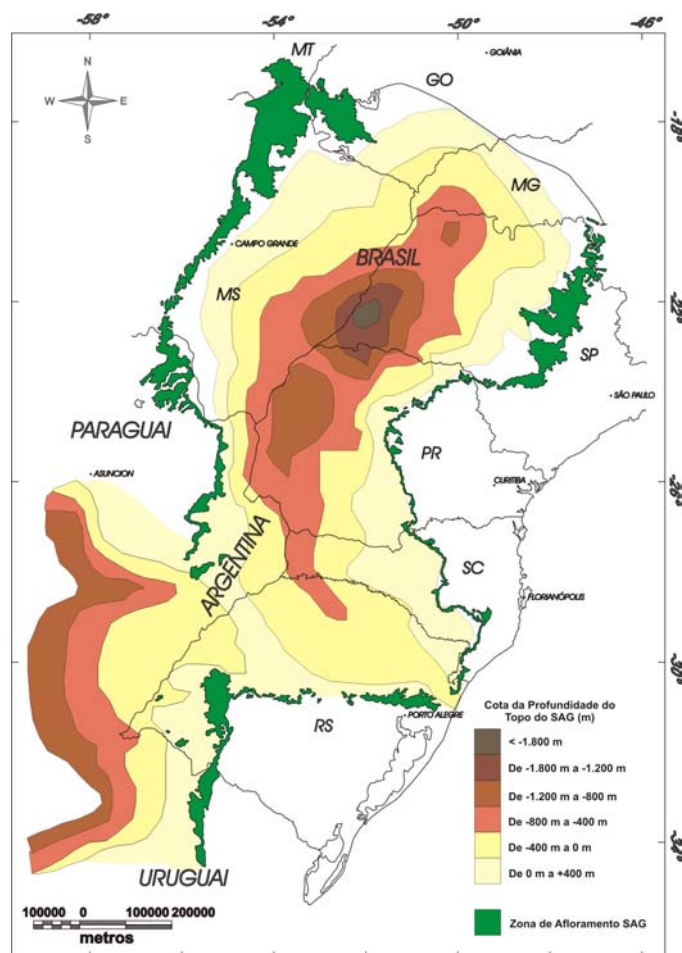 -58°
-54°
-50°
-46°
MT
GOIÂNIA
GO
N
W E
S
-18°
MG
CAMPO GRANDE
BRASIL
MS
-22°
SP
SÃO PAULO
PARAGUAI
ASUNCION
PR
CURITIBA
-26°
ARGENTINA
SC
FLORIANÓPOLIS
-30°
PORTO ALEGRE
RS
Cota da Profundidade do
Topo do SAG (m)
< -1.800 m
De -1.800 m a -1.200 m
De -1.200 m a -800 m
De -800 m a -400 m
De -400 m a 0 m
De 0 m a +400 m
-34°
URUGUAI
100000 0 100000 200000
metros
Zona de Afloramento SAG